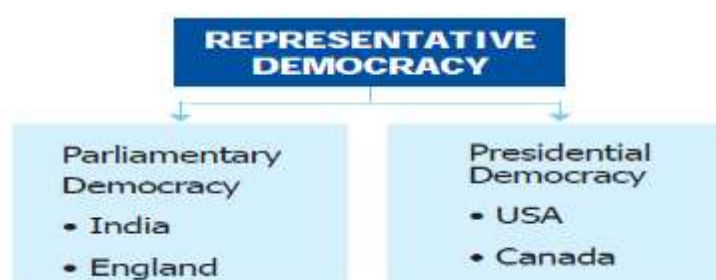 REPRESENTATIVE
DEMOCRACY
Parliamentary
Democracy
• India
• England
Presidential
Democracy
• USA
• Canada